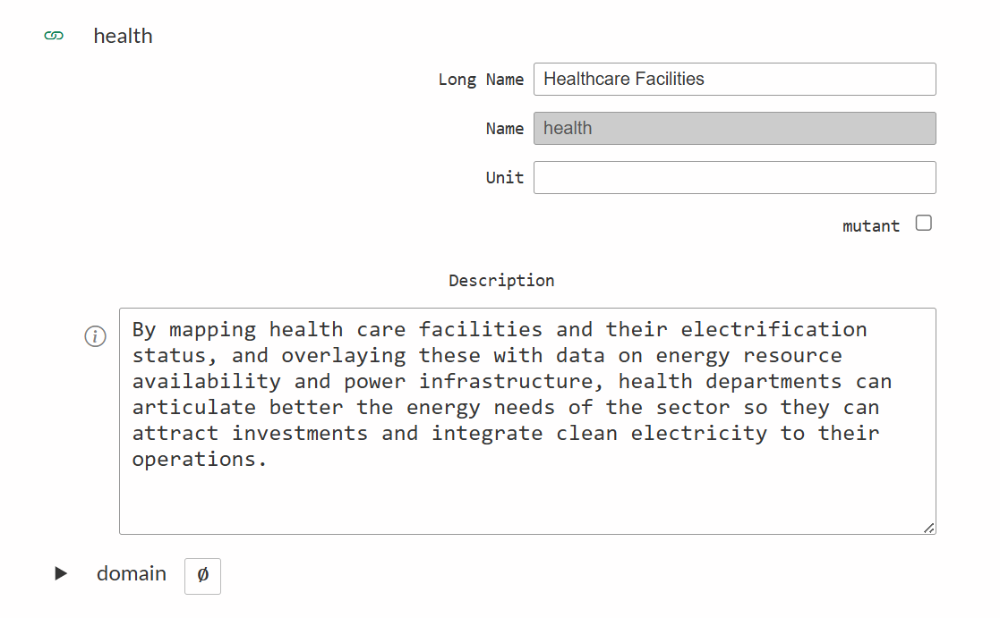 health
Long Name Healthcare Facilities
Name health
Unit
mutant
Description
By mapping health care facilities and their electrification
status, and overlaying these with data on energy resource
availability and power infrastructure, health departments can
articulate better the energy needs of the sector so they can
attract investments and integrate clean electricity to their
operations.
domain Ø